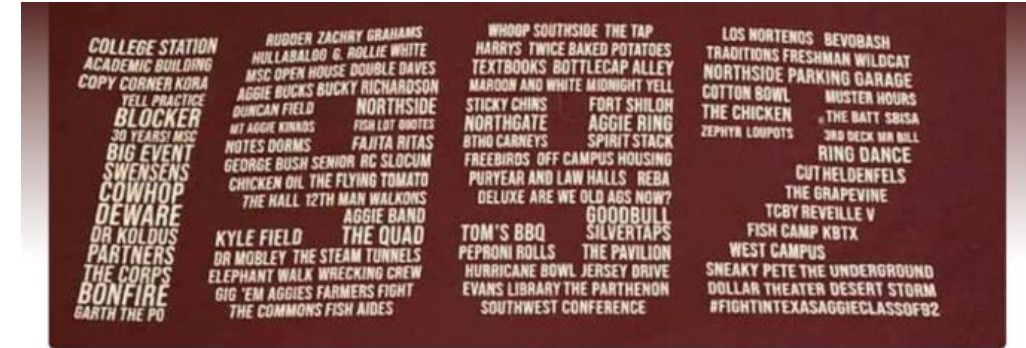 COLLEGE STATION
ACADEMIC BUILDING
COPY CORNER KORA
YELL PRACTICE
BLOCKER
30 YEARS! MSC
BIG EVENT
SWENSENS
COWHOP
DEWARE
DR KOLDUS
PARTNERS
THE CORPS
BONFIRE
GARTH THE PO
RUDDER ZACHRY GRAHAMS
HULLABALOO G. ROLLIE WHITE
MSC OPEN HOUSE DOUBLE DAVES
AGGIE BUCKS BUCKY RICHARDSON
DUNCAN FIELD NORTHSIDE
MT AGGIE KINKOS FISH LOT QUOTES
NOTES DORMS FAJITA RITAS
GEORGE BUSH SENIOR RC SLOCUM
CHICKEN OIL THE FLYING TOMATO
THE HALL 12TH MAN WALKONS
AGGIE BAND
KYLE FIELD THE QUAD
DR MOBLEY THE STEAM TUNNELS
ELEPHANT WALK WRECKING CREW
GIG 'EM AGGIES FARMERS FIGHT
THE COMMONS FISH AIDES
WHOOP SOUTHSIDE THE TAP
HARRYS TWICE BAKED POTATOES
TEXTBOOKS BOTTLECAP ALLEY
MAROON AND WHITE MIDNIGHT YELL
STICKY CHINS FORT SHILOH
NORTHGATE AGGIE RING
BTHO CARNEYS SPIRIT STACK
FREEBIRDS OFF CAMPUS HOUSING
PURYEAR AND LAW HALLS REBA
DELUXE ARE WE OLD AGS NOW?
GOODBULL
TOM'S BBQ SILVERTAPS
PEPRONI ROLLS THE PAVILION
HURRICANE BOWL JERSEY DRIVE
EVANS LIBRARY THE PARTHENON
SOUTHWEST CONFERENCE
LOS NORTENOS BEVOBASH
TRADITIONS FRESHMAN WILDCAT
NORTHSIDE PARKING GARAGE
COTTON BOWL MUSTER HOURS
THE CHICKEN THE BATT SBISA
ZEPHYR LOUPOTS 3RD DECK MR BILL
RING DANCE
CUT HELDENFELS
THE GRAPEVINE
TCBY REVEILLE V
FISH CAMP KBTX
WEST CAMPUS
SNEAKY PETE THE UNDERGROUND
DOLLAR THEATER DESERT STORM
#FIGHTINTEXASAGGIECLASSOF92